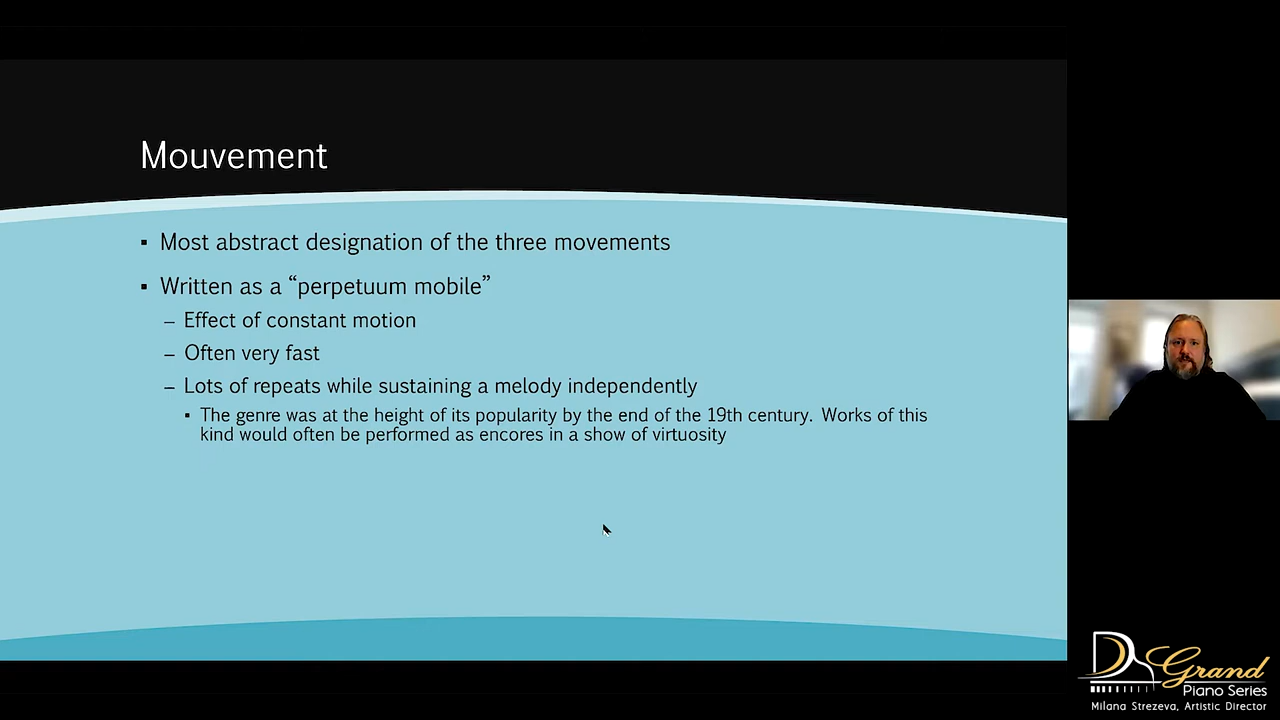 Mouvement
▪ Most abstract designation of the three movements
▪ Written as a “perpetuum mobile”
– Effect of constant motion
– Often very fast
– Lots of repeats while sustaining a melody independently
▪ The genre was at the height of its popularity by the end of the 19th century. Works of this
kind would often be performed as encores in a show of virtuosity
Grand
Piano Series
Milana Strezeva, Artistic Director